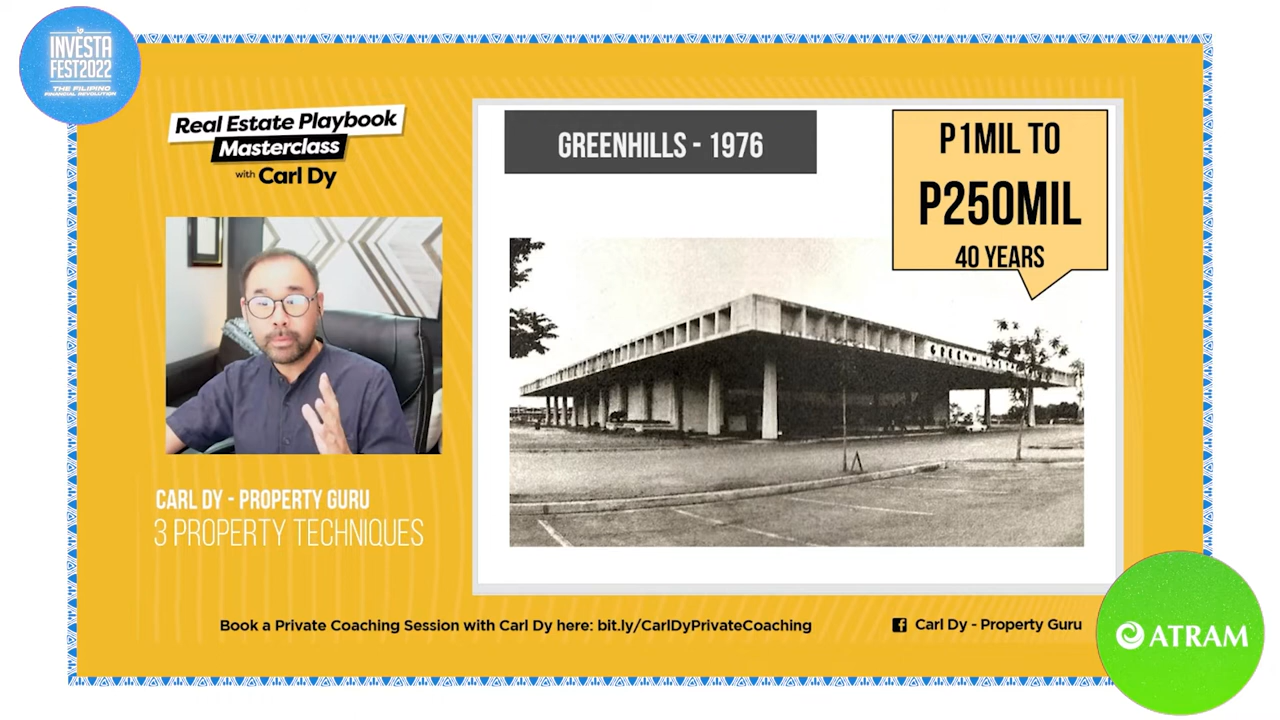 INVESTA
FEST2022
THE FILIPINO
FINANCIAL REVOLUTION
Real Estate Playbook
Masterclass
with Carl Dy
GREENHILLS - 1976
P1MIL TO
P250MIL
40 YEARS
CARL DY - PROPERTY GURU
3 PROPERTY TECHNIQUES
Book a Private Coaching Session with Carl Dy here: bit.ly/CarlDyPrivateCoaching
Carl Dy - Property Guru
ATRAM